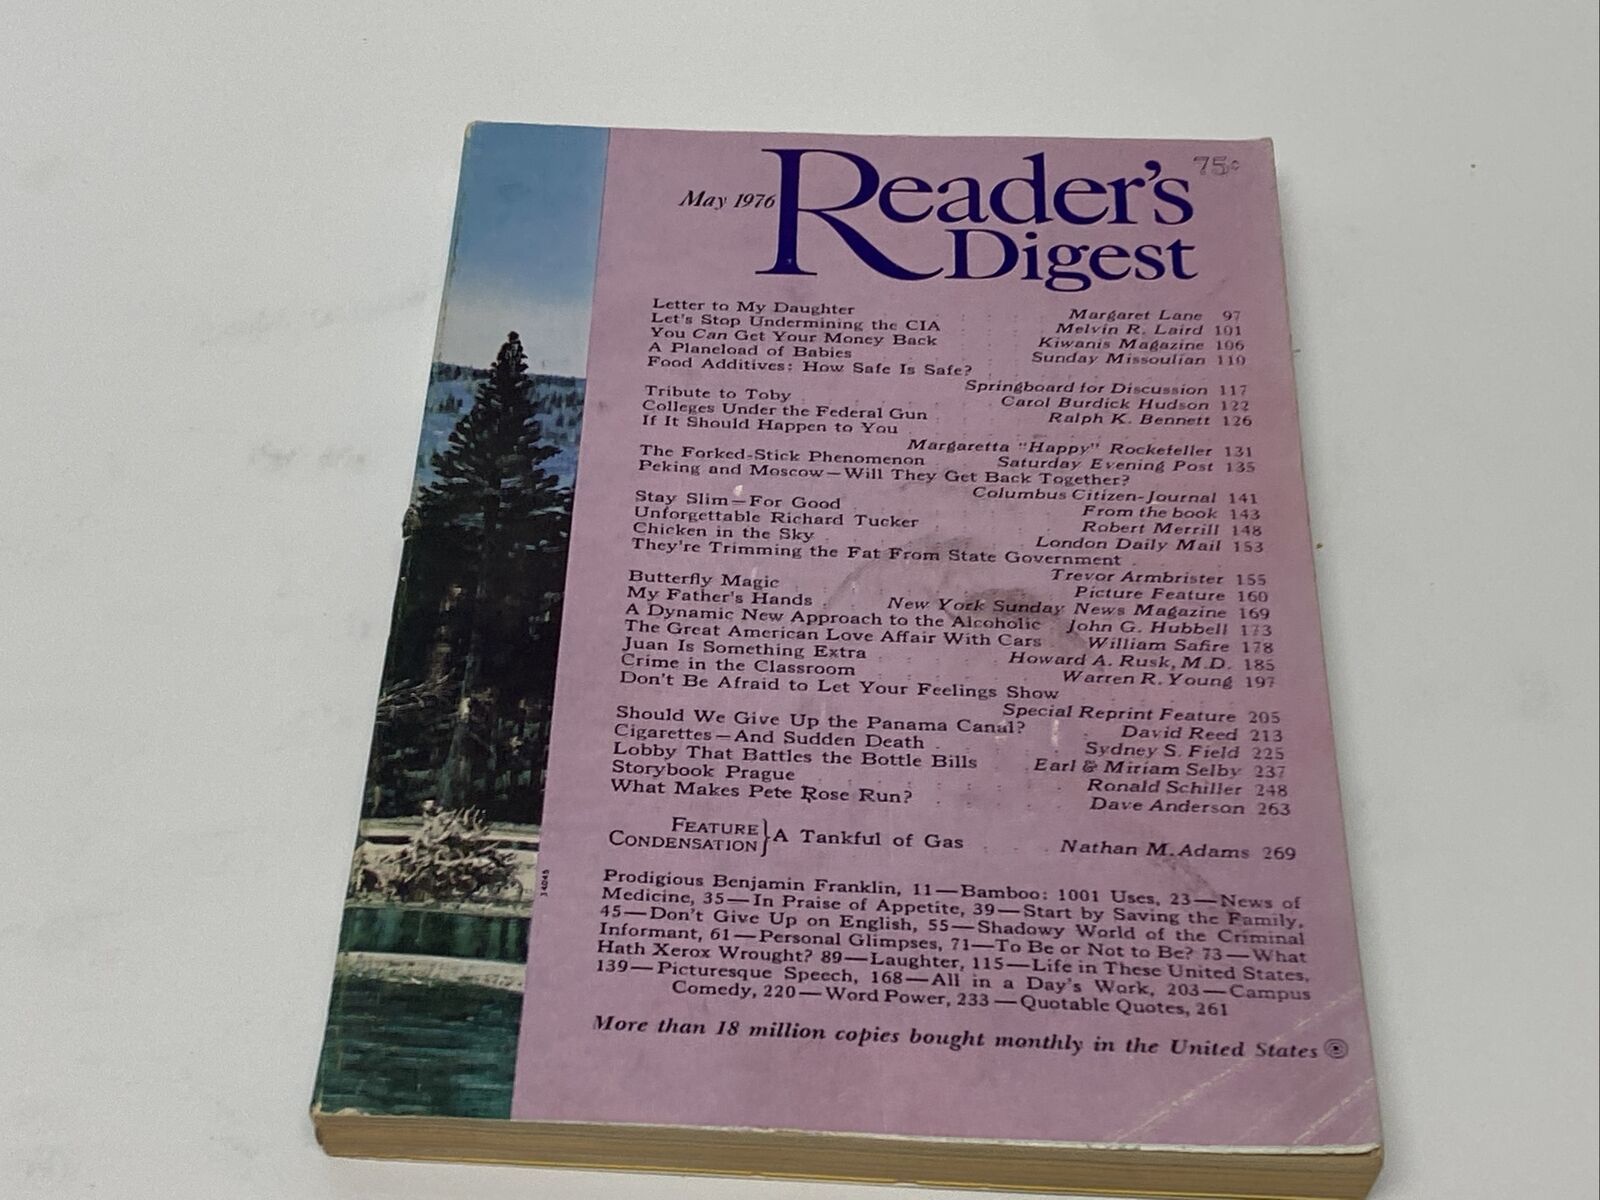 75¢
May 1976
Reader's
Digest
Letter to My Daughter Margaret Lane 97
Let's Stop Undermining the CIA Melvin R. Laird 101
You Can Get Your Money Back Kiwanis Magazine 106
A Planeload of Babies Sunday Missoulian 110
Food Additives: How Safe Is Safe?
Springboard for Discussion 117
Tribute to Toby Carol Burdick Hudson 122
Colleges Under the Federal Gun Ralph K. Bennett 126
If It Should Happen to You
Margaretta "Happy" Rockefeller 131
The Forked-Stick Phenomenon Saturday Evening Post 135
Peking and Moscow—Will They Get Back Together?
Columbus Citizen-Journal 141
Stay Slim—For Good From the book 143
Unforgettable Richard Tucker Robert Merrill 148
Chicken in the Sky London Daily Mail 153
They're Trimming the Fat From State Government
Trevor Armbrister 155
Butterfly Magic Picture Feature 160
My Father's Hands New York Sunday News Magazine 169
A Dynamic New Approach to the Alcoholic John G. Hubbell 173
The Great American Love Affair With Cars William Safire 178
Juan Is Something Extra Howard A. Rusk, M.D. 185
Crime in the Classroom Warren R. Young 197
Don't Be Afraid to Let Your Feelings Show
Special Reprint Feature 205
Should We Give Up the Panama Canal? David Reed 213
Cigarettes—And Sudden Death Sydney S. Field 225
Lobby That Battles the Bottle Bills Earl & Miriam Selby 237
Storybook Prague Ronald Schiller 248
What Makes Pete Rose Run? Dave Anderson 263
FEATURE
CONDENSATION } A Tankful of Gas Nathan M. Adams 269
Prodigious Benjamin Franklin, 11—Bamboo: 1001 Uses, 23—News of
Medicine, 35—In Praise of Appetite, 39—Start by Saving the Family,
45—Don't Give Up on English, 55—Shadowy World of the Criminal
Informant, 61—Personal Glimpses, 71—To Be or Not to Be? 73—What
Hath Xerox Wrought? 89—Laughter, 115—Life in These United States,
139—Picturesque Speech, 168—All in a Day's Work, 203—Campus
Comedy, 220—Word Power, 233—Quotable Quotes, 261
More than 18 million copies bought monthly in the United States
14045